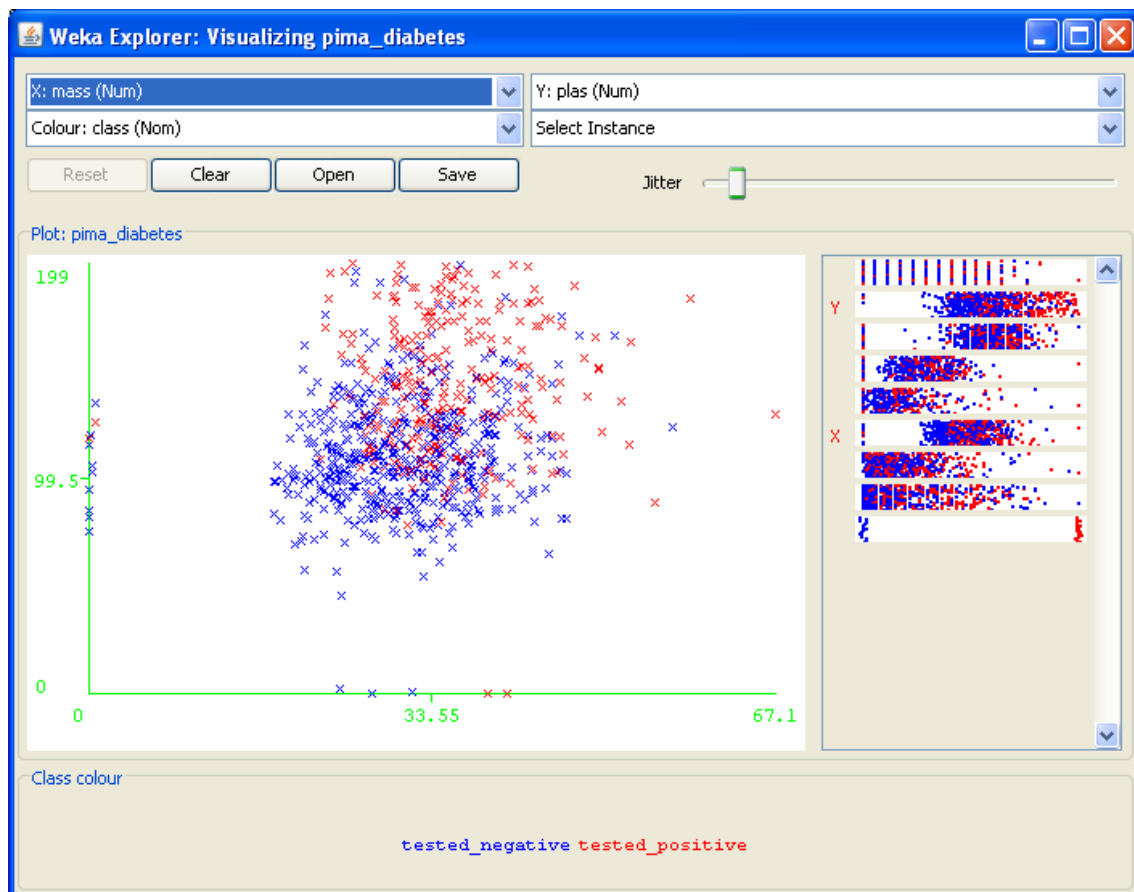 Weka Explorer: Visualizing pima_diabetes
X: mass (Num) Y: plas (Num)
Colour: class (Nom) Select Instance
Reset Clear Open Save Jitter
Plot: pima_diabetes
199
99.5
0
0 33.55 67.1
Y
X
Class colour
tested_negative tested_positive